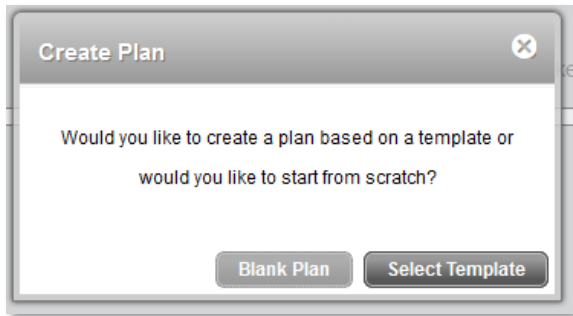 Create Plan
Would you like to create a plan based on a template or
would you like to start from scratch?
Blank Plan
Select Template